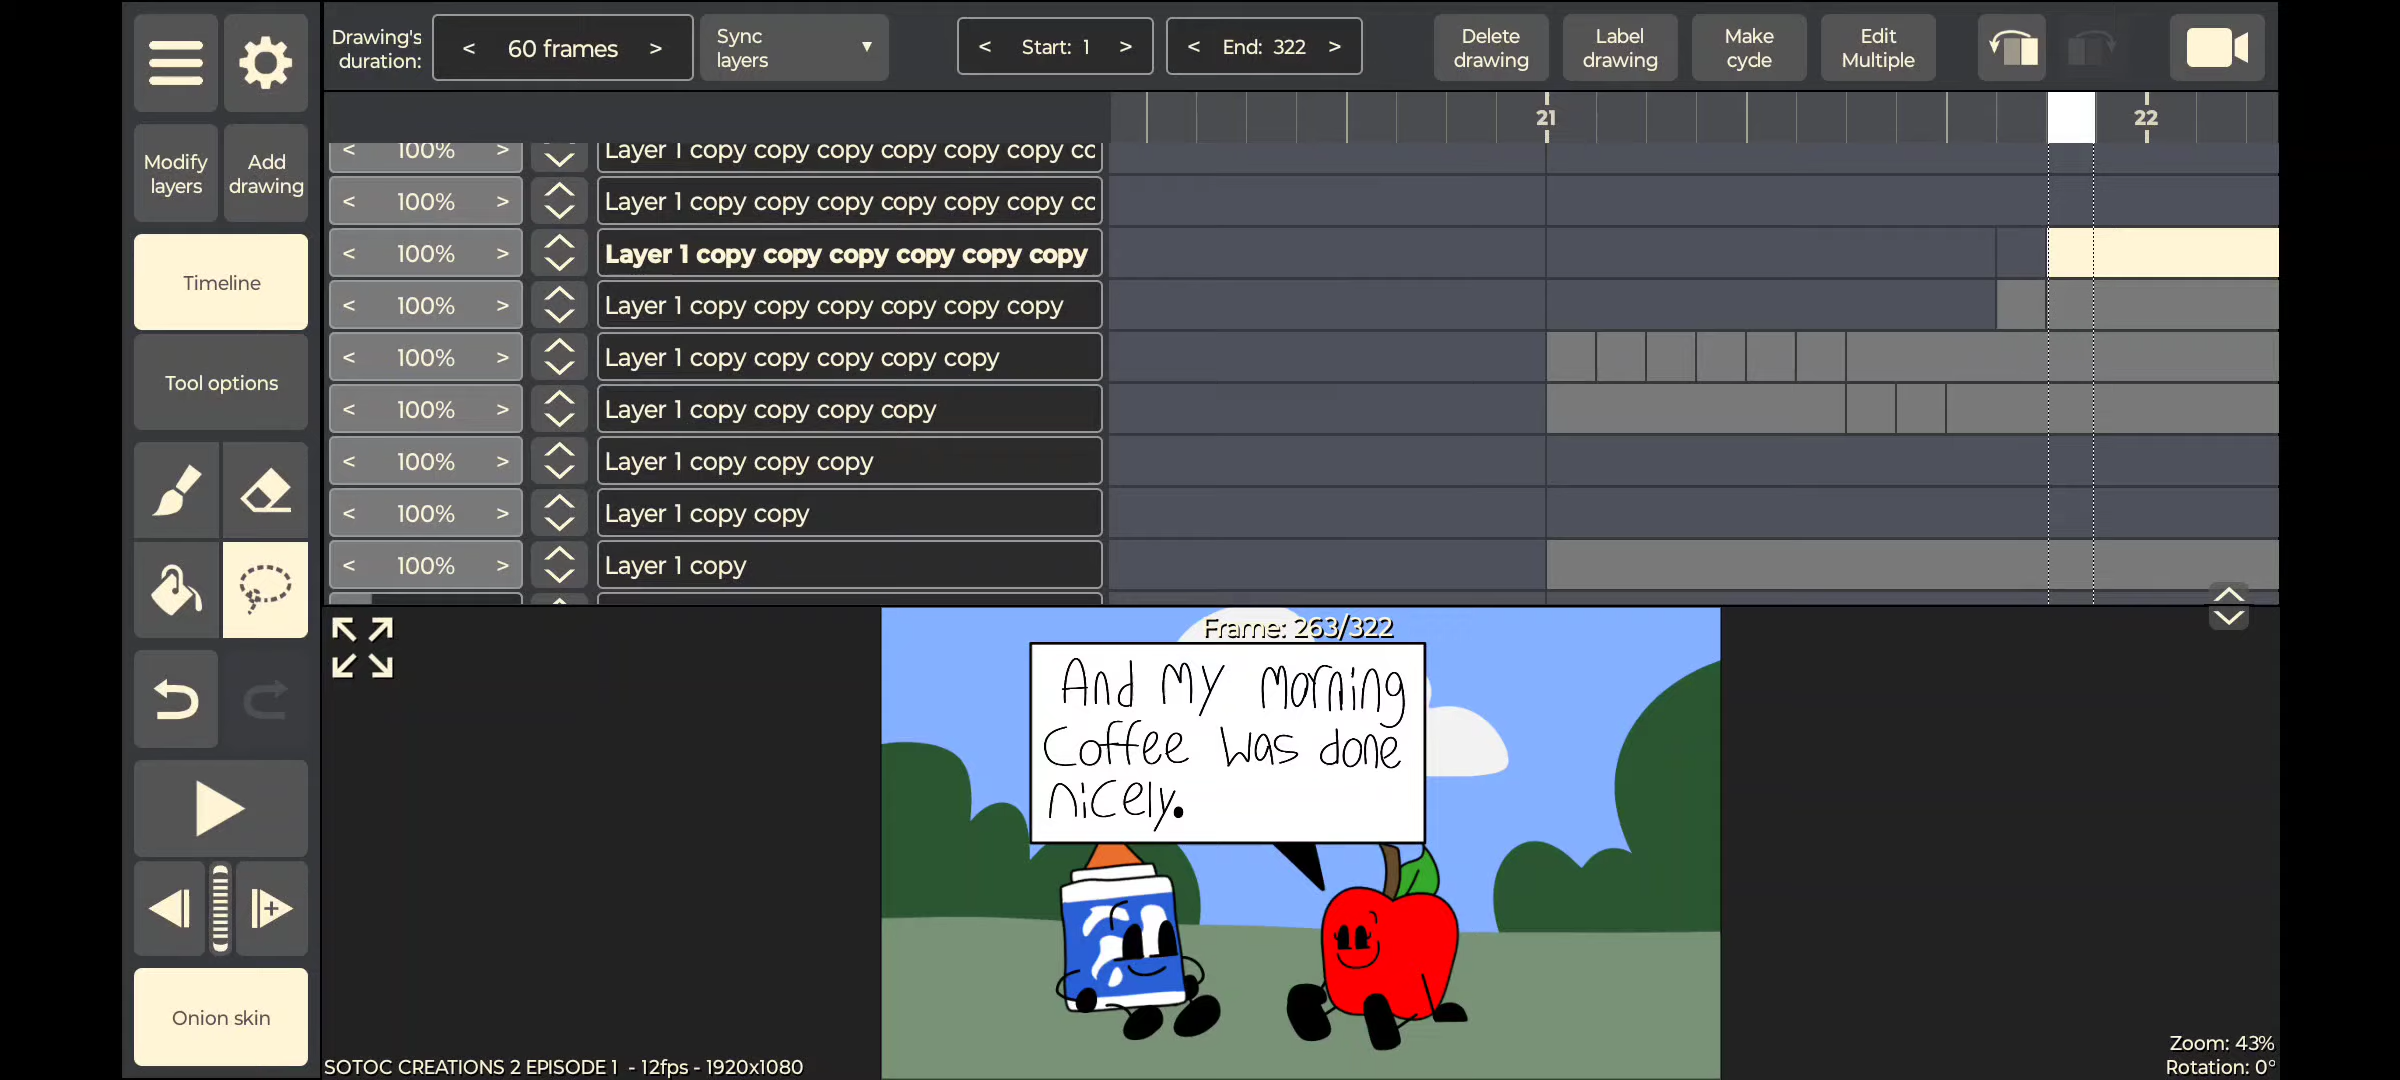 Drawing's duration:
< 60 frames >
Sync layers
< Start: 1 >
< End: 322 >
Delete drawing
Label drawing
Make cycle
Edit Multiple
Modify layers
Add drawing
21
22
< 100% > Layer 1 copy copy copy copy copy copy co
< 100% > Layer 1 copy copy copy copy copy copy co
Timeline
< 100% > Layer 1 copy copy copy copy copy copy
< 100% > Layer 1 copy copy copy copy copy copy
Tool options
< 100% > Layer 1 copy copy copy copy copy
< 100% > Layer 1 copy copy copy copy
< 100% > Layer 1 copy copy copy
< 100% > Layer 1 copy copy
< 100% > Layer 1 copy
Frame: 263/322
And my morning
Coffee was done
nicely.
Onion skin
SOTOC CREATIONS 2 EPISODE 1 - 12fps - 1920x1080
Zoom: 43%
Rotation: 0°